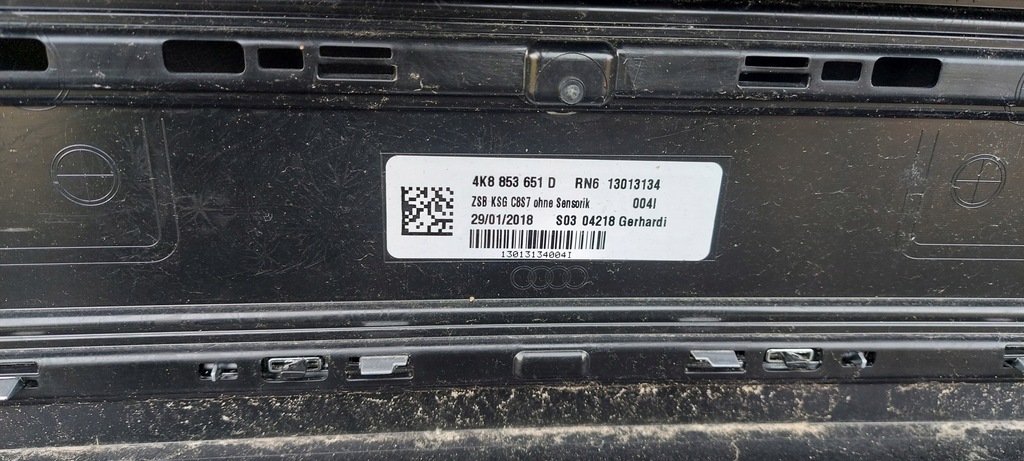 4K8 853 651 D RN6 13013134
ZSB KSG C8S7 ohne Sensorik 004I
29/01/2018 S03 04218 Gerhardi
13013134004I